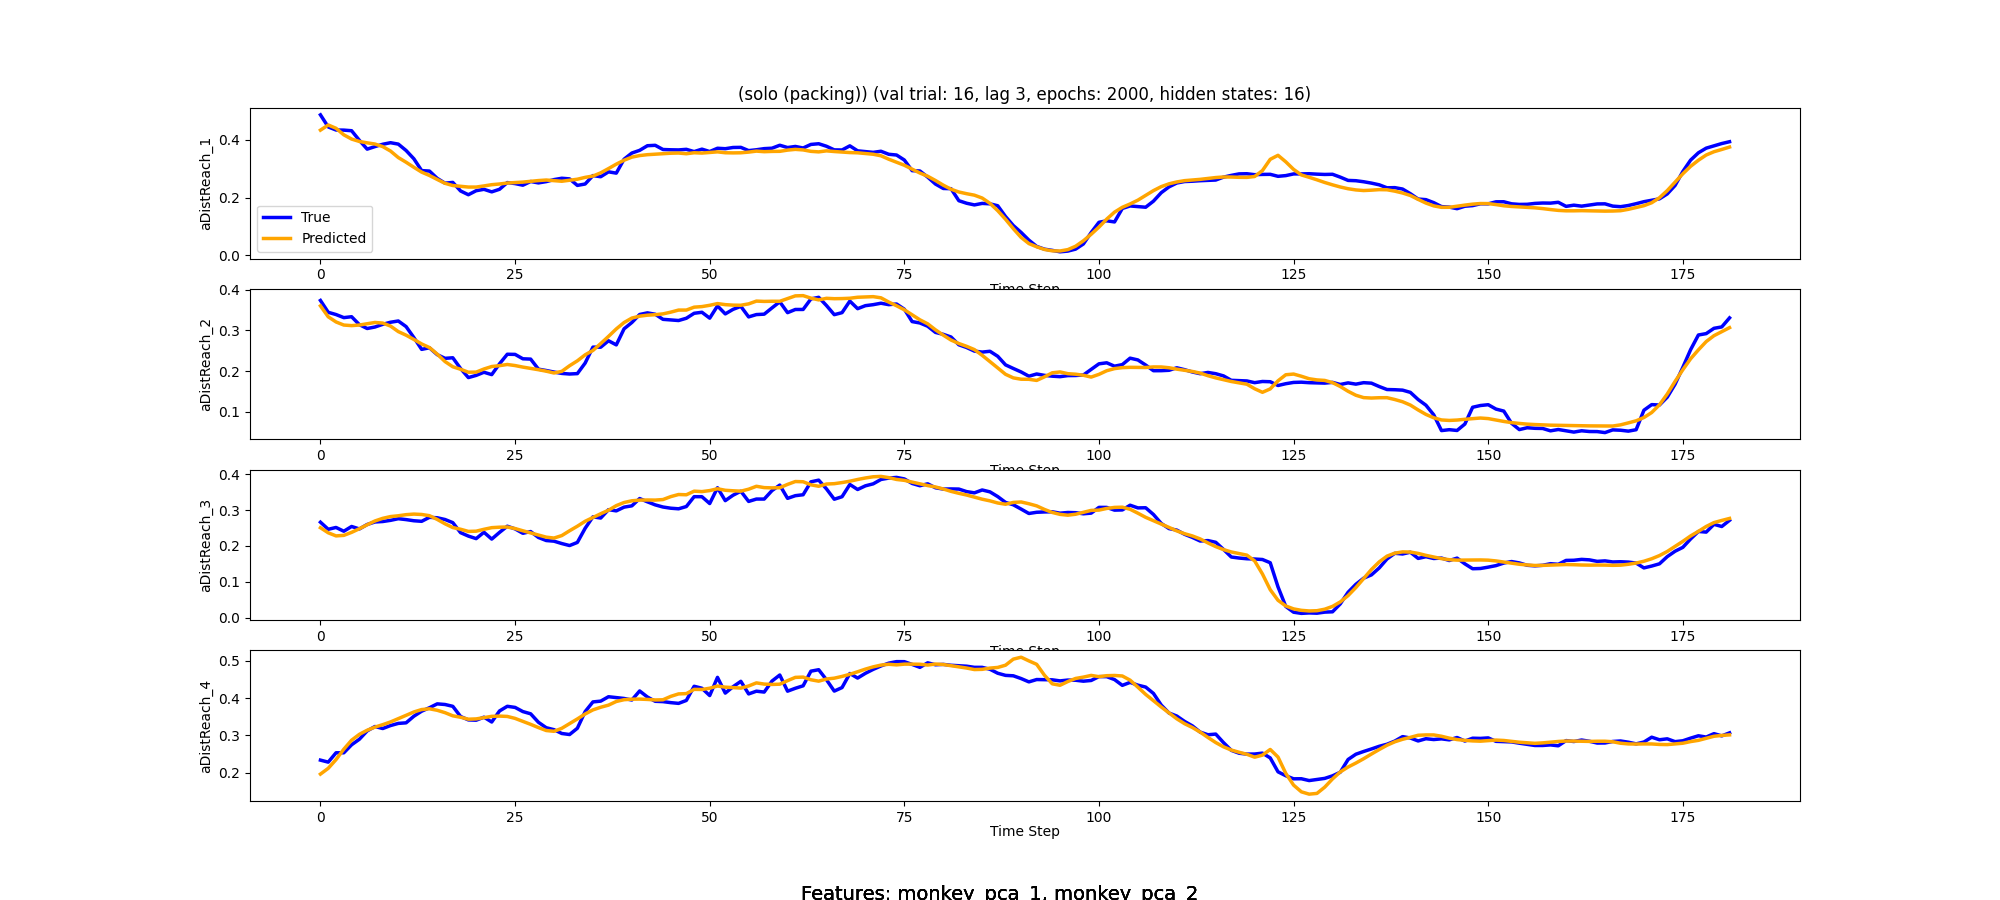 (solo (packing)) (val trial: 16, lag 3, epochs: 2000, hidden states: 16)
aDistReach_1
0.4
0.2
0.0
True
Predicted
0 25 50 75 100 125 150 175
Time Step
aDistReach_2
0.4
0.3
0.2
0.1
0 25 50 75 100 125 150 175
Time Step
aDistReach_3
0.4
0.3
0.2
0.1
0.0
0 25 50 75 100 125 150 175
Time Step
aDistReach_4
0.5
0.4
0.3
0.2
0 25 50 75 100 125 150 175
Time Step
Features: monkey_pca_1, monkey_pca_2